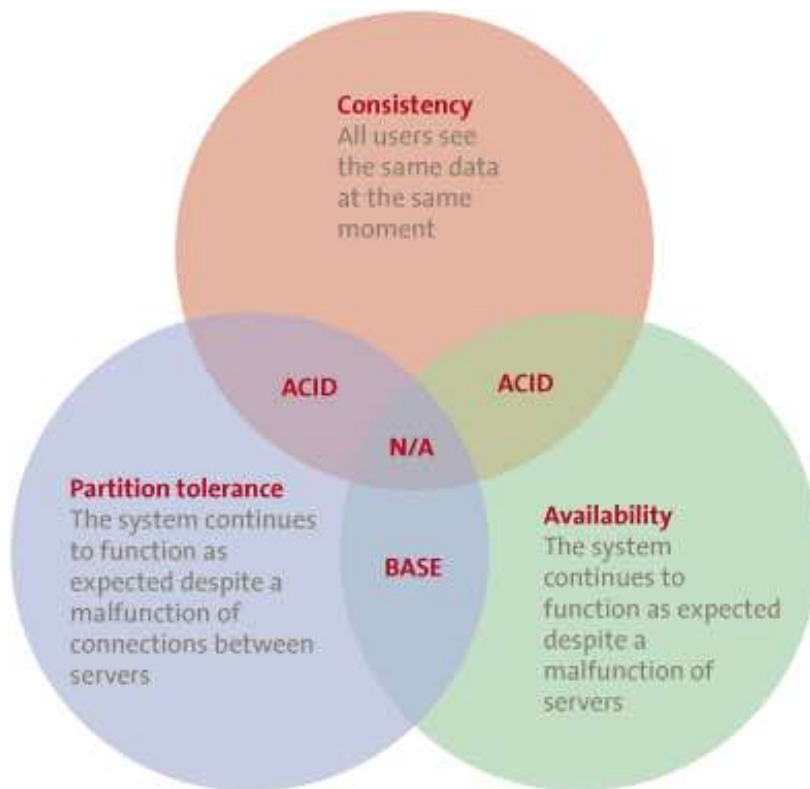 Consistency
All users see
the same data
at the same
moment
ACID
ACID
N/A
Partition tolerance
The system continues
to function as
expected despite a
malfunction of
connections between
servers
BASE
Availability
The system
continues to
function as expected
despite a
malfunction of
servers